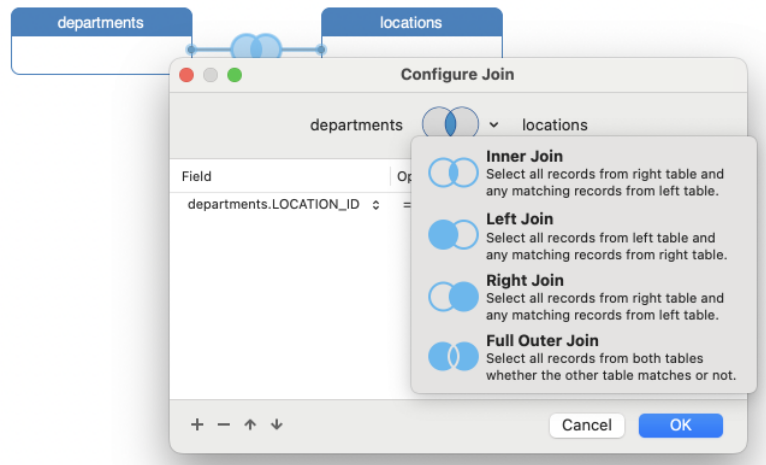 departments
locations
Configure Join
departments
locations
Field
Op
departments.LOCATION_ID
=
Inner Join
Select all records from right table and
any matching records from left table.
Left Join
Select all records from left table and
any matching records from right table.
Right Join
Select all records from right table and
any matching records from left table.
Full Outer Join
Select all records from both tables
whether the other table matches or not.
Cancel
OK